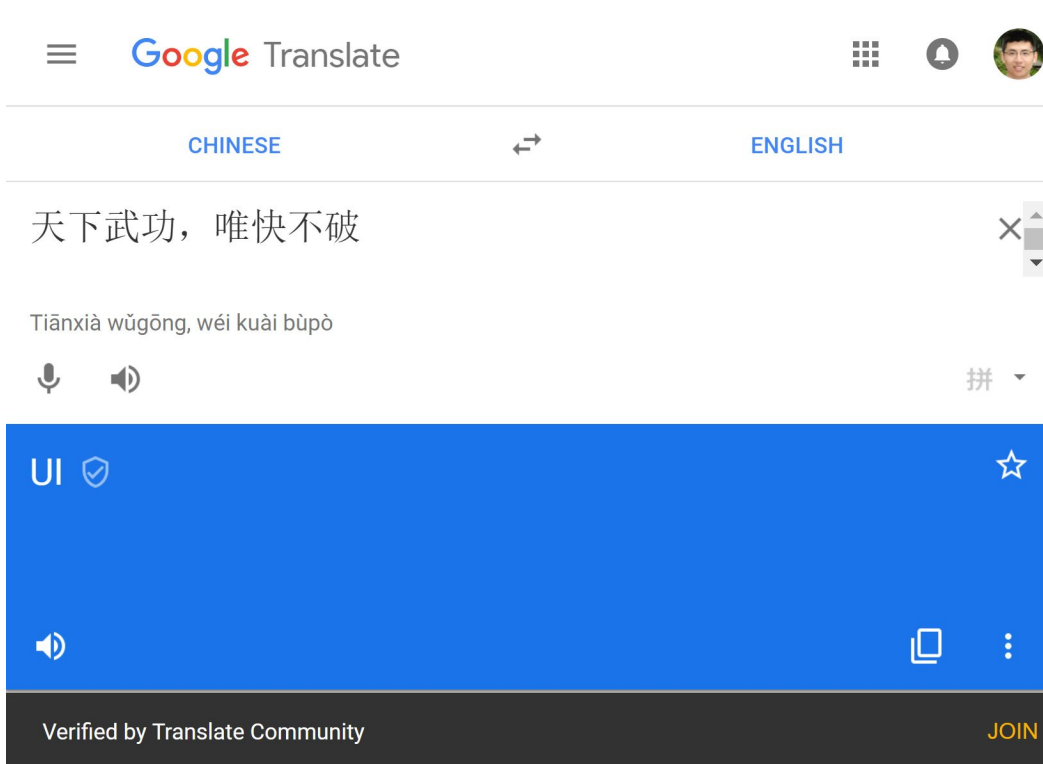 Google Translate
CHINESE ENGLISH
天下武功，唯快不破
Tiānxià wǔgōng, wéi kuài bùpò
拼
UI
Verified by Translate Community JOIN